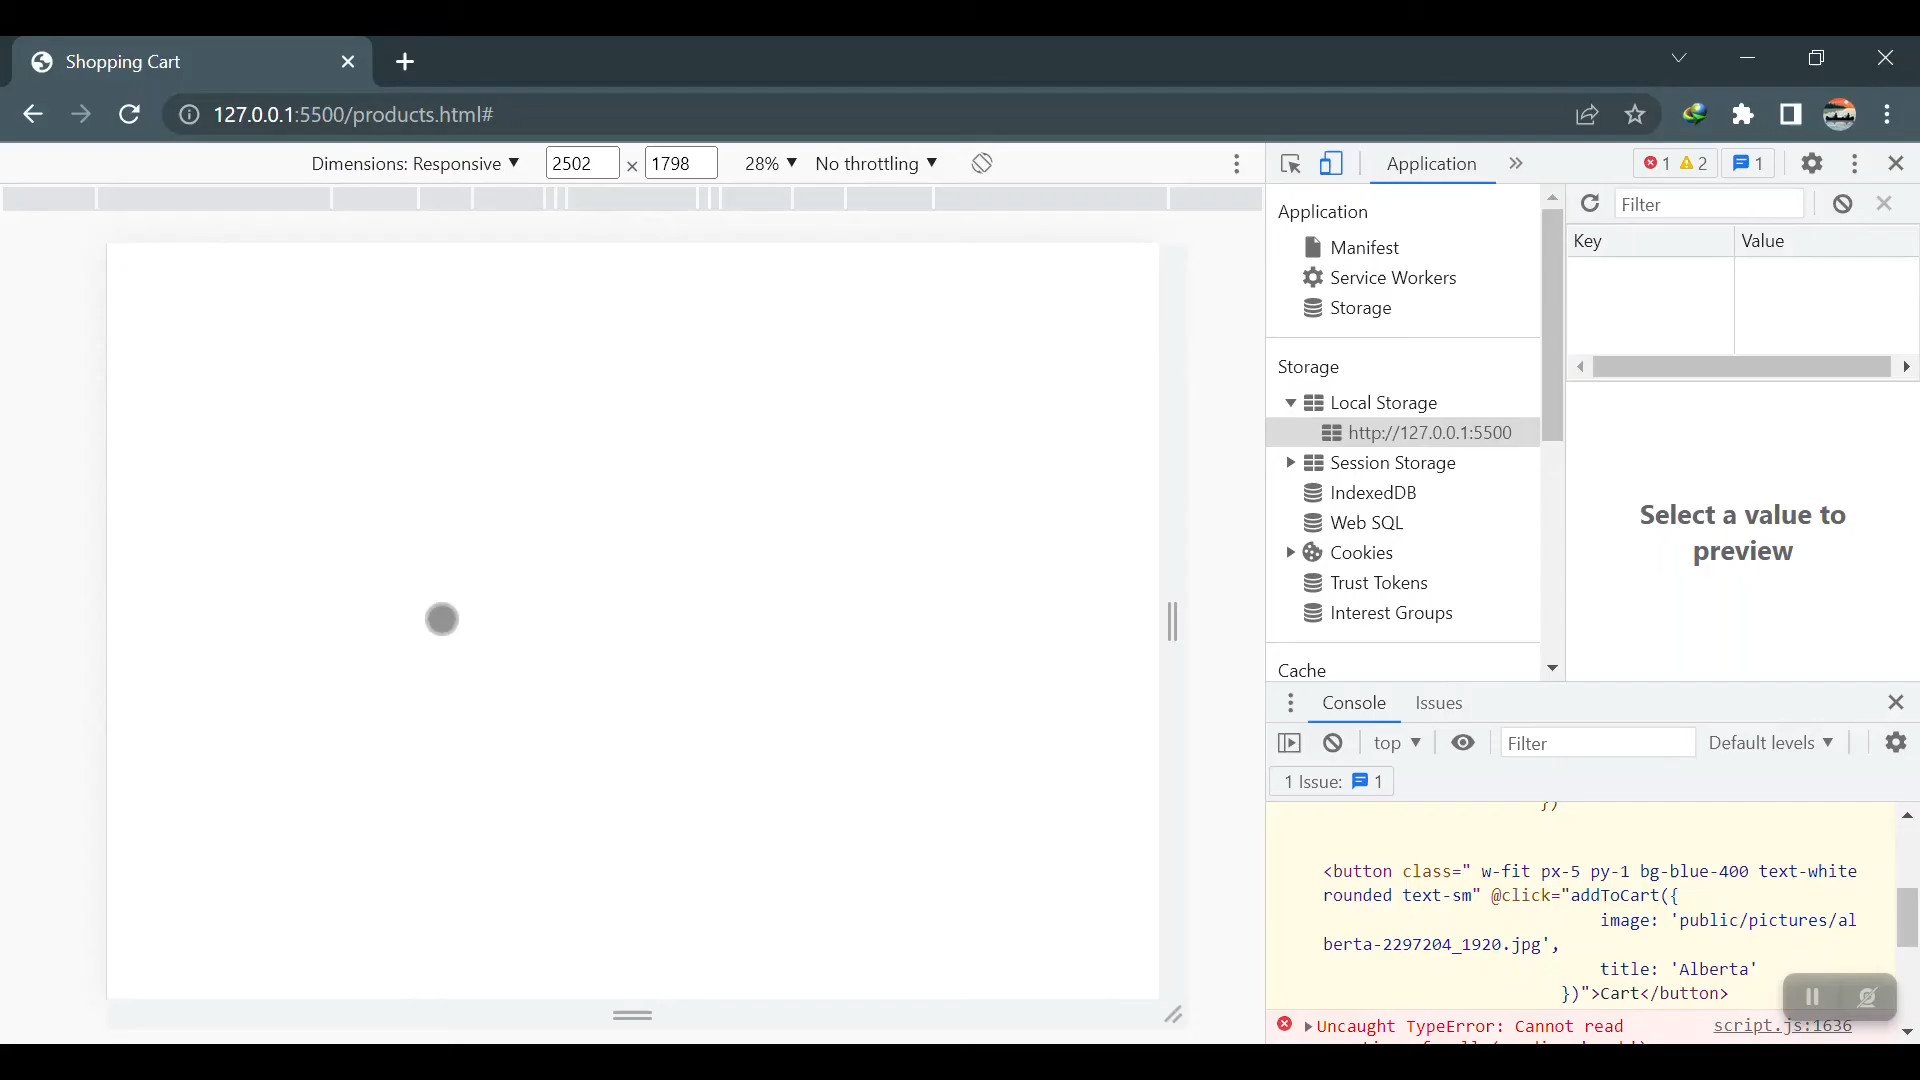 Shopping Cart
127.0.0.1:5500/products.html#
Dimensions: Responsive 2502 × 1798 28% No throttling
Application 1 2 1
Application
Manifest
Service Workers
Storage
Storage
Local Storage
http://127.0.0.1:5500
Session Storage
IndexedDB
Web SQL
Cookies
Trust Tokens
Interest Groups
Cache
Filter
Key Value
Select a value to
preview
Console Issues
top Filter Default levels
1 Issue: 1
})
<button class=" w-fit px-5 py-1 bg-blue-400 text-white
rounded text-sm" @click="addToCart({
image: 'public/pictures/al
berta-2297204_1920.jpg',
title: 'Alberta'
})">Cart</button>
Uncaught TypeError: Cannot read script.js:1636